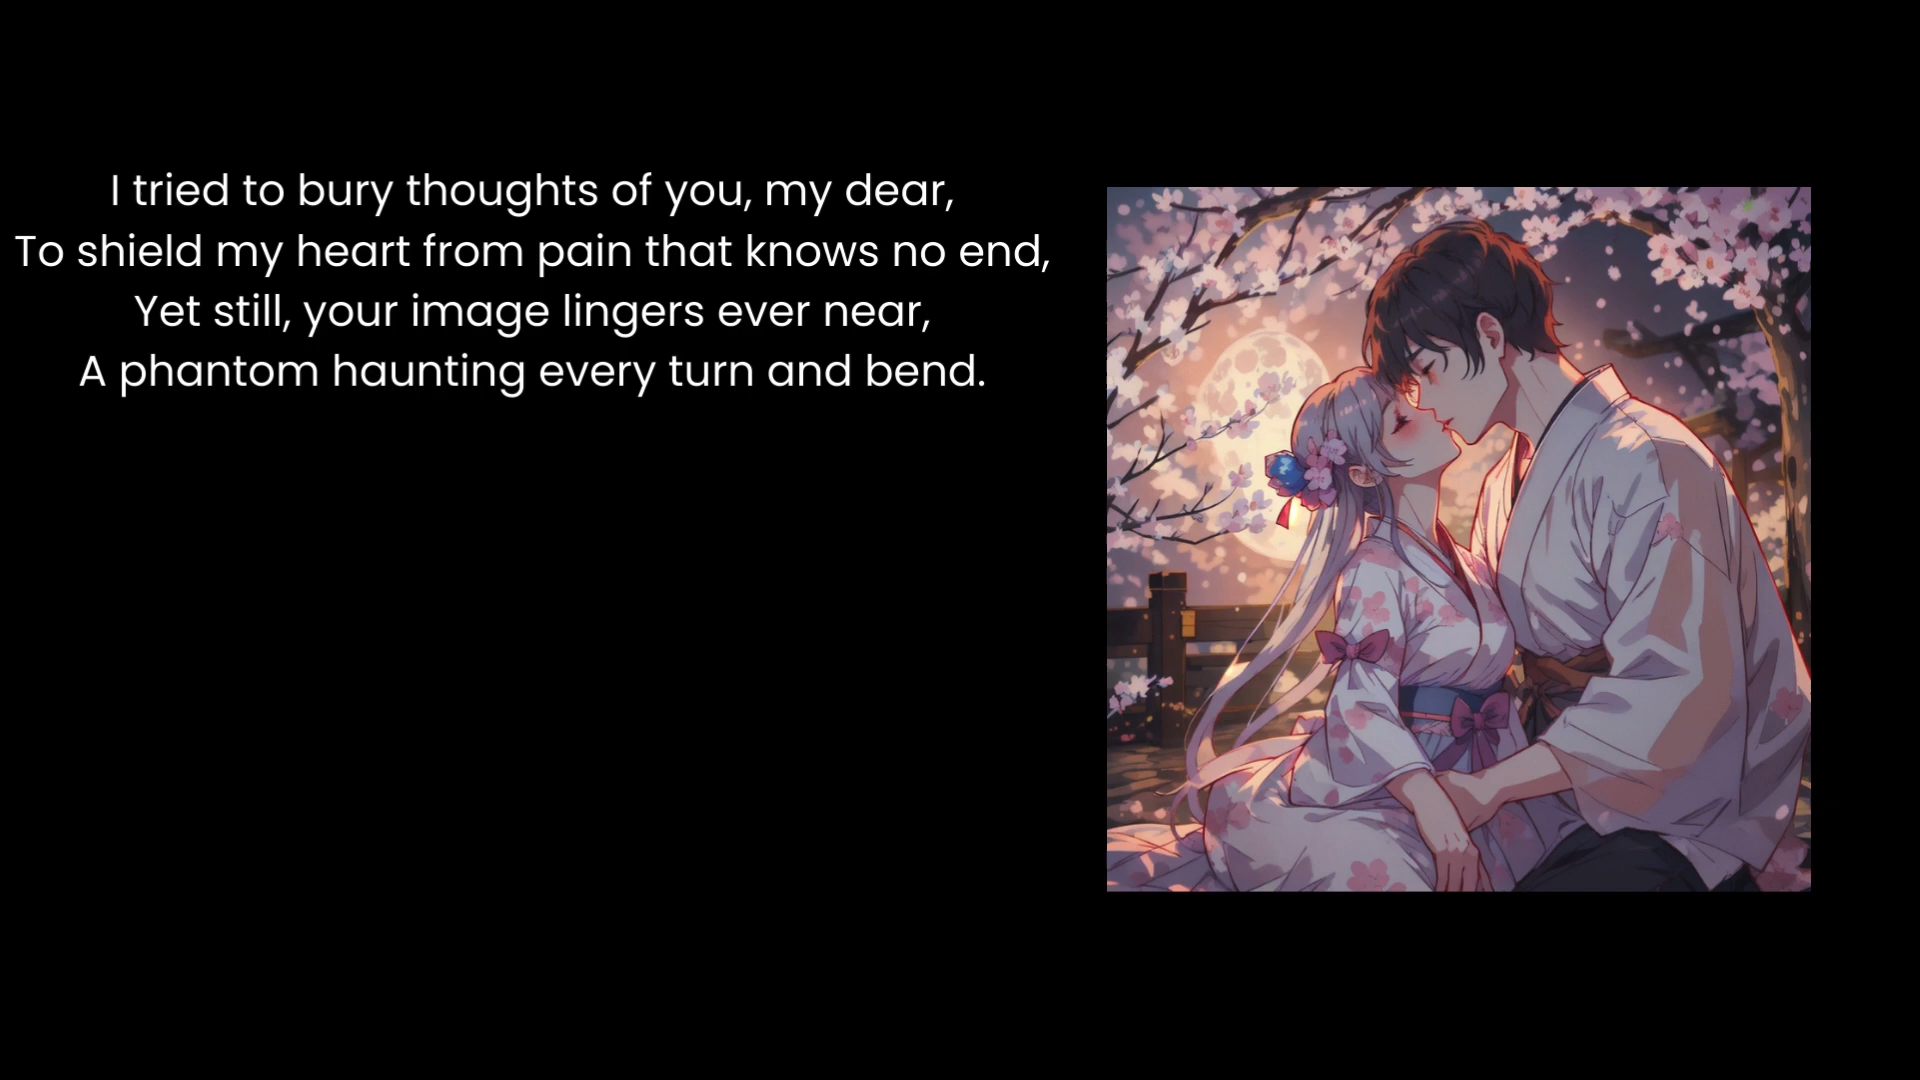 I tried to bury thoughts of you, my dear,
To shield my heart from pain that knows no end,
Yet still, your image lingers ever near,
A phantom haunting every turn and bend.